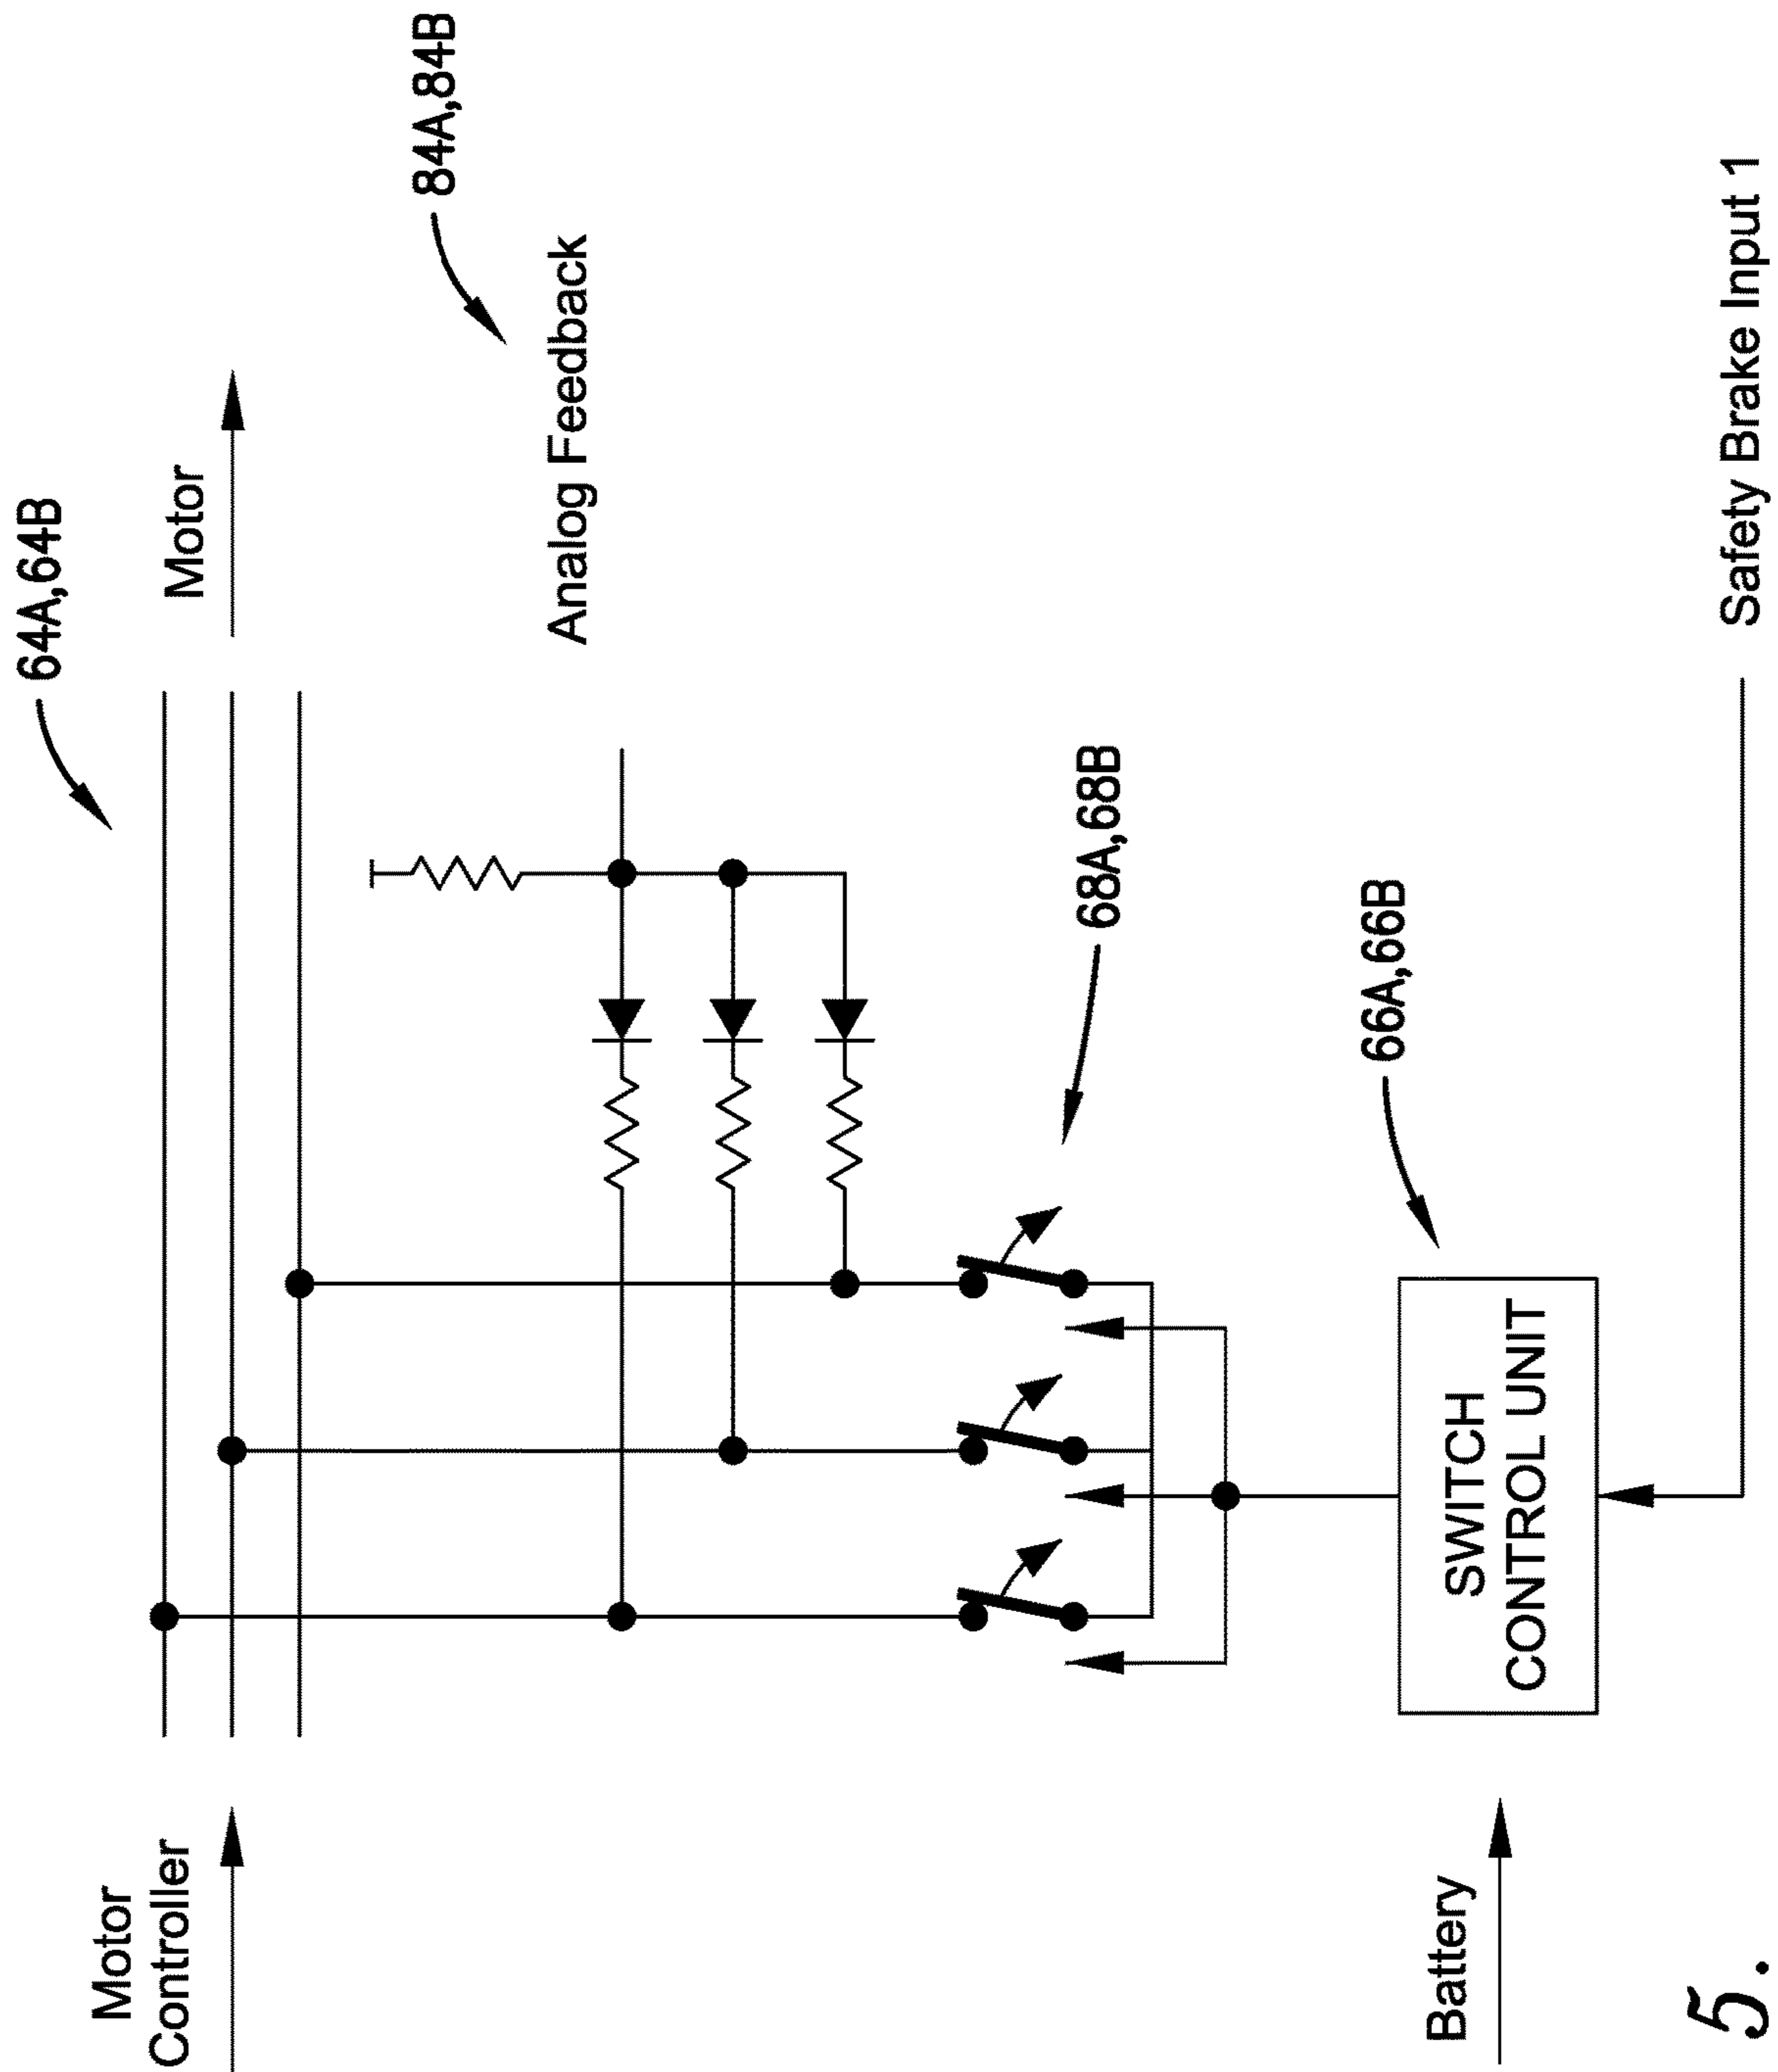 64A,64B
Motor
Controller
Motor
84A,84B
Analog Feedback
68A,68B
66A,66B
Battery
SWITCH
CONTROL UNIT
Safety Brake Input 1
5.